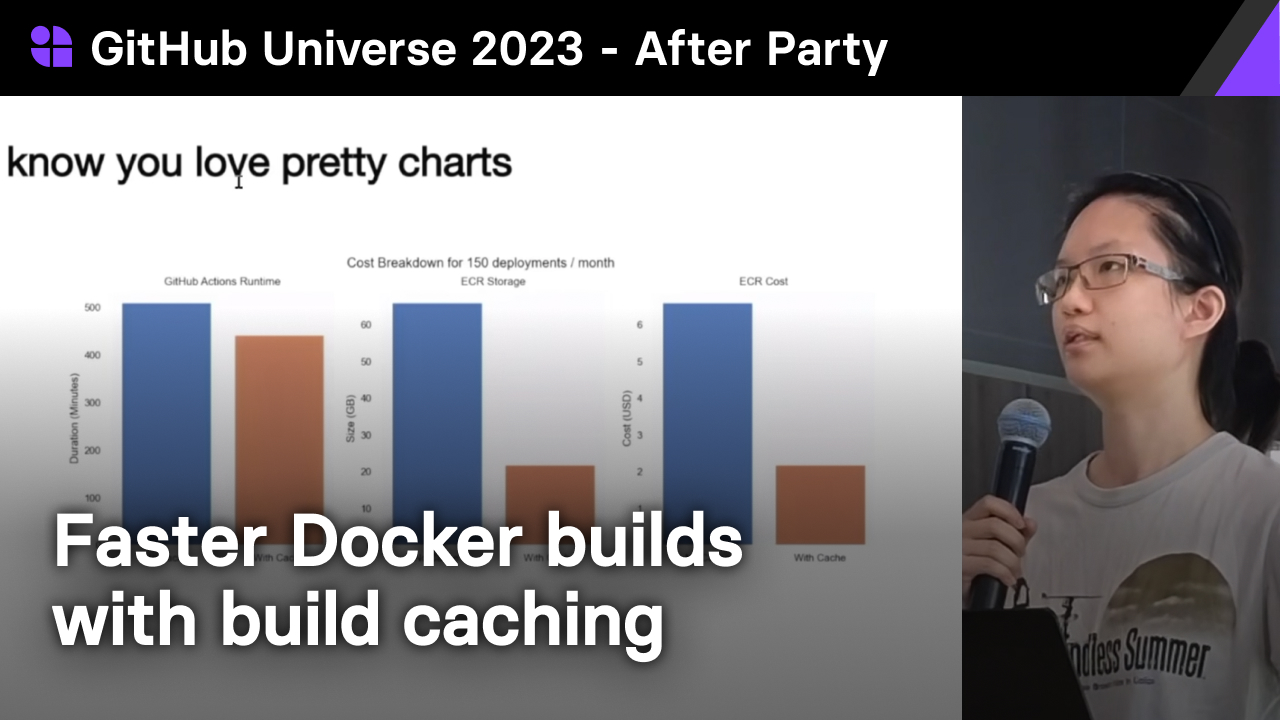 GitHub Universe 2023 - After Party
know you love pretty charts
Cost Breakdown for 150 deployments / month
GitHub Actions Runtime
ECR Storage
ECR Cost
Duration (Minutes)
500
400
300
200
100
Size (GB)
60
50
40
30
20
10
Cost (USD)
6
5
4
3
2
With
With
With Cache
Faster Docker builds
with build caching
ndless Summer